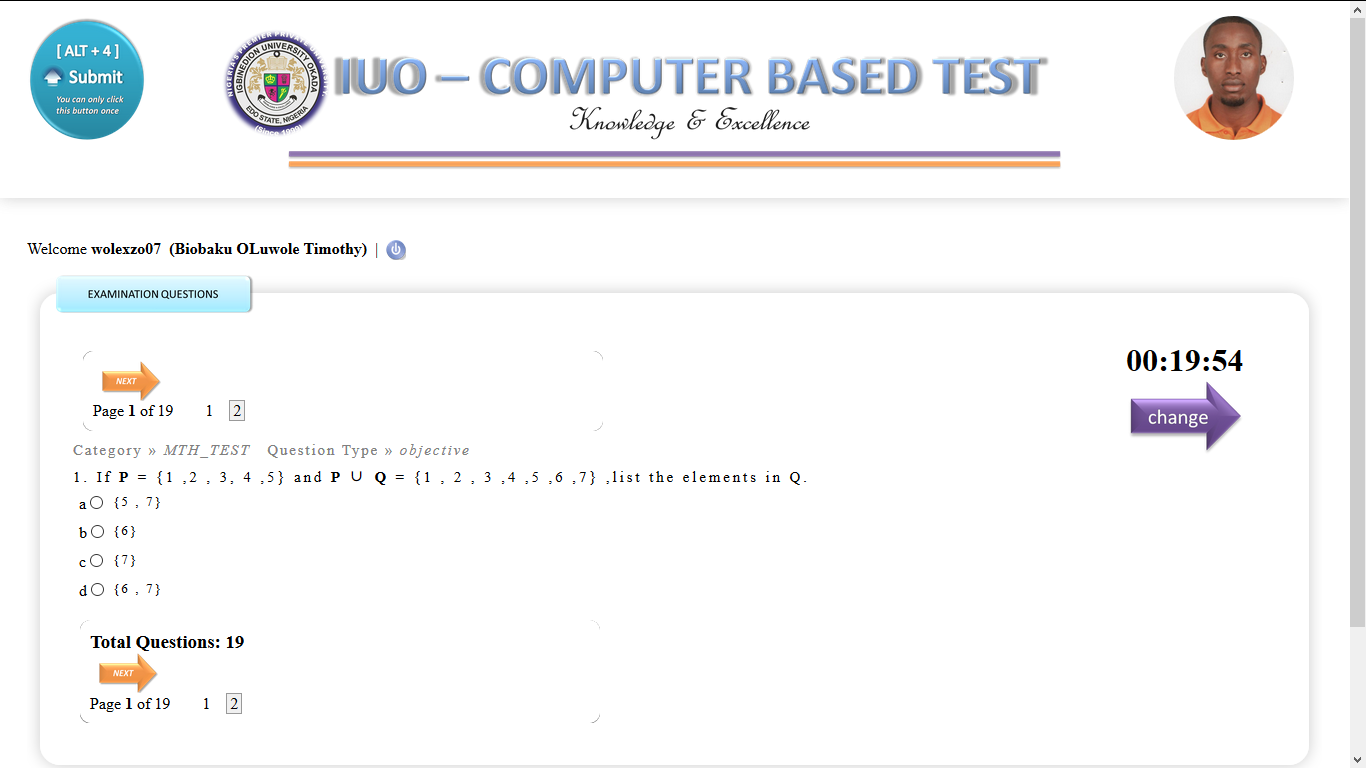 [ ALT + 4 ]
Submit
You can only click
this button once
NIGERIA'S PREMIER PRIVATE UNIVERSITY
IGBINEDION UNIVERSITY OKADA
EDO STATE, NIGERIA
(Since 1999)
IUO – COMPUTER BASED TEST
Knowledge & Excellence
Welcome wolexzo07 (Biobaku OLuwole Timothy) |
EXAMINATION QUESTIONS
00:19:54
change
NEXT
Page 1 of 19 1 2
Category » MTH_TEST Question Type » objective
1. If P = {1 ,2 , 3, 4 ,5} and P ∪ Q = {1 , 2 , 3 ,4 ,5 ,6 ,7} ,list the elements in Q.
a {5 , 7}
b {6}
c {7}
d {6 , 7}
Total Questions: 19
NEXT
Page 1 of 19 1 2